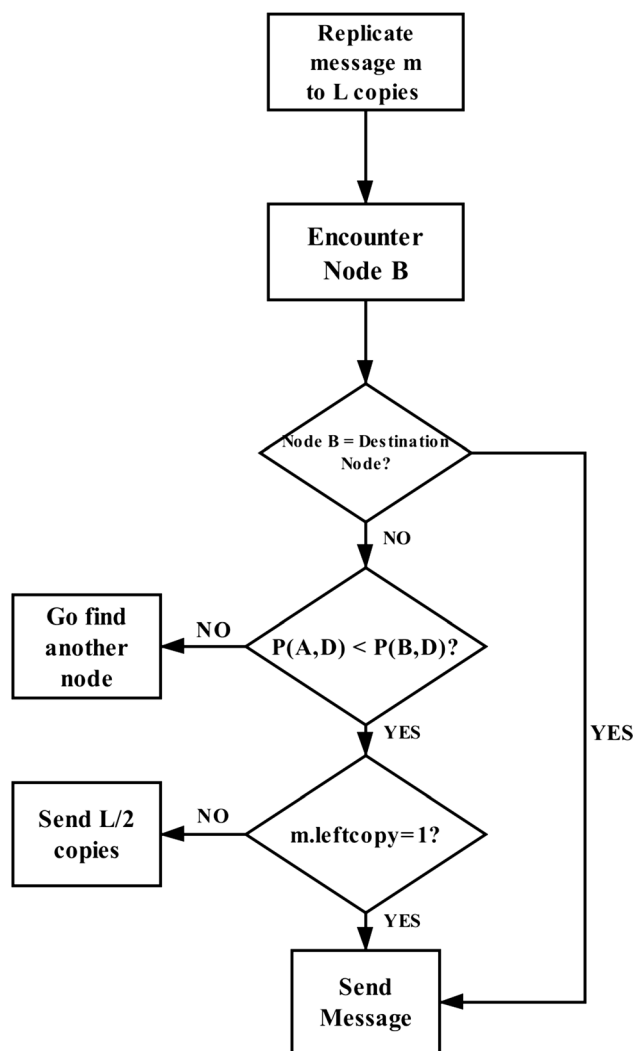 Replicate
message m
to L copies
Encounter
Node B
Node B = Destination
Node?
NO
P(A,D) < P(B,D)?
NO
Go find
another
node
YES
YES
m.leftcopy=1?
NO
Send L/2
copies
YES
Send
Message